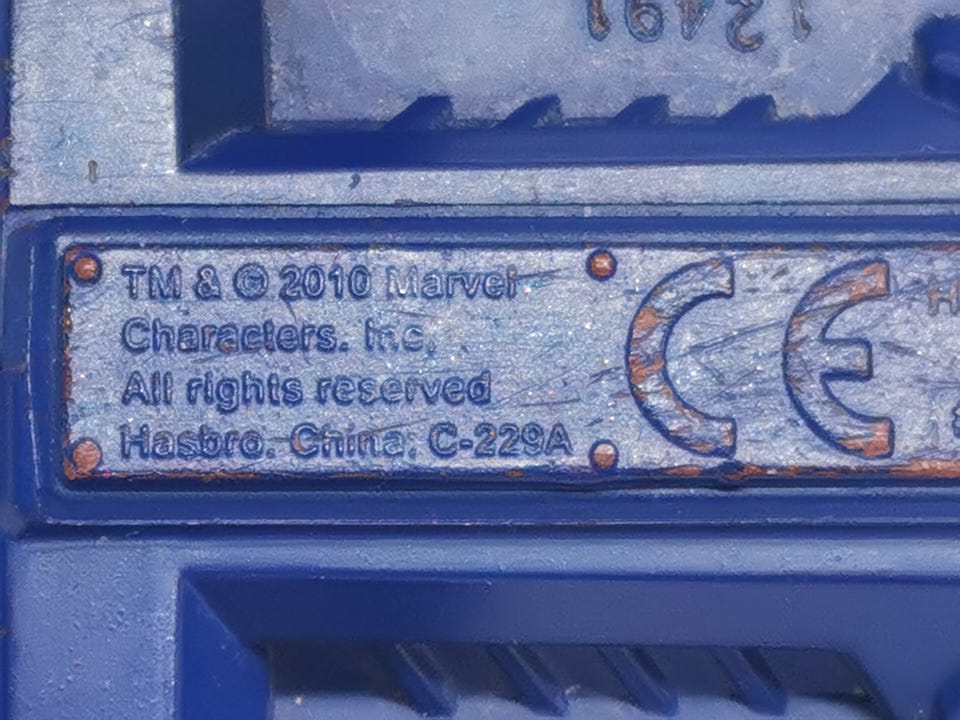 TM & © 2010 Marvel
Characters. Inc.
All rights reserved
Hasbro. China. C-229A
CE